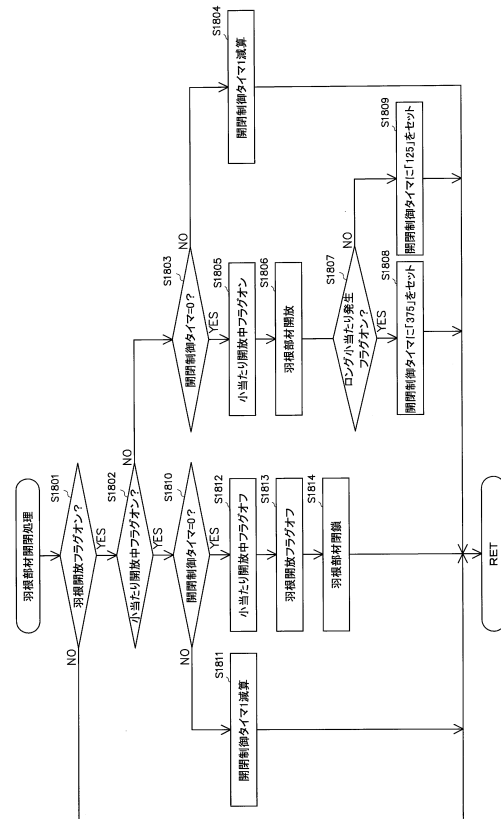 羽根部材開閉処理
S1801
羽根開放フラグオン?
YES
NO
S1802
小当たり開放中フラグオン?
YES
NO
S1803
開閉制御タイマ=0?
YES
NO
S1804
開閉制御タイマ1減算
S1805
小当たり開放中フラグオン
S1806
羽根部材開放
S1807
ロング小当たり発生
フラグオン?
YES
NO
S1808
開閉制御タイマに「375」をセット
S1809
開閉制御タイマに「125」をセット
S1810
開閉制御タイマ=0?
YES
NO
S1811
開閉制御タイマ1減算
S1812
小当たり開放中フラグオフ
S1813
羽根開放フラグオフ
S1814
羽根部材閉鎖
RET